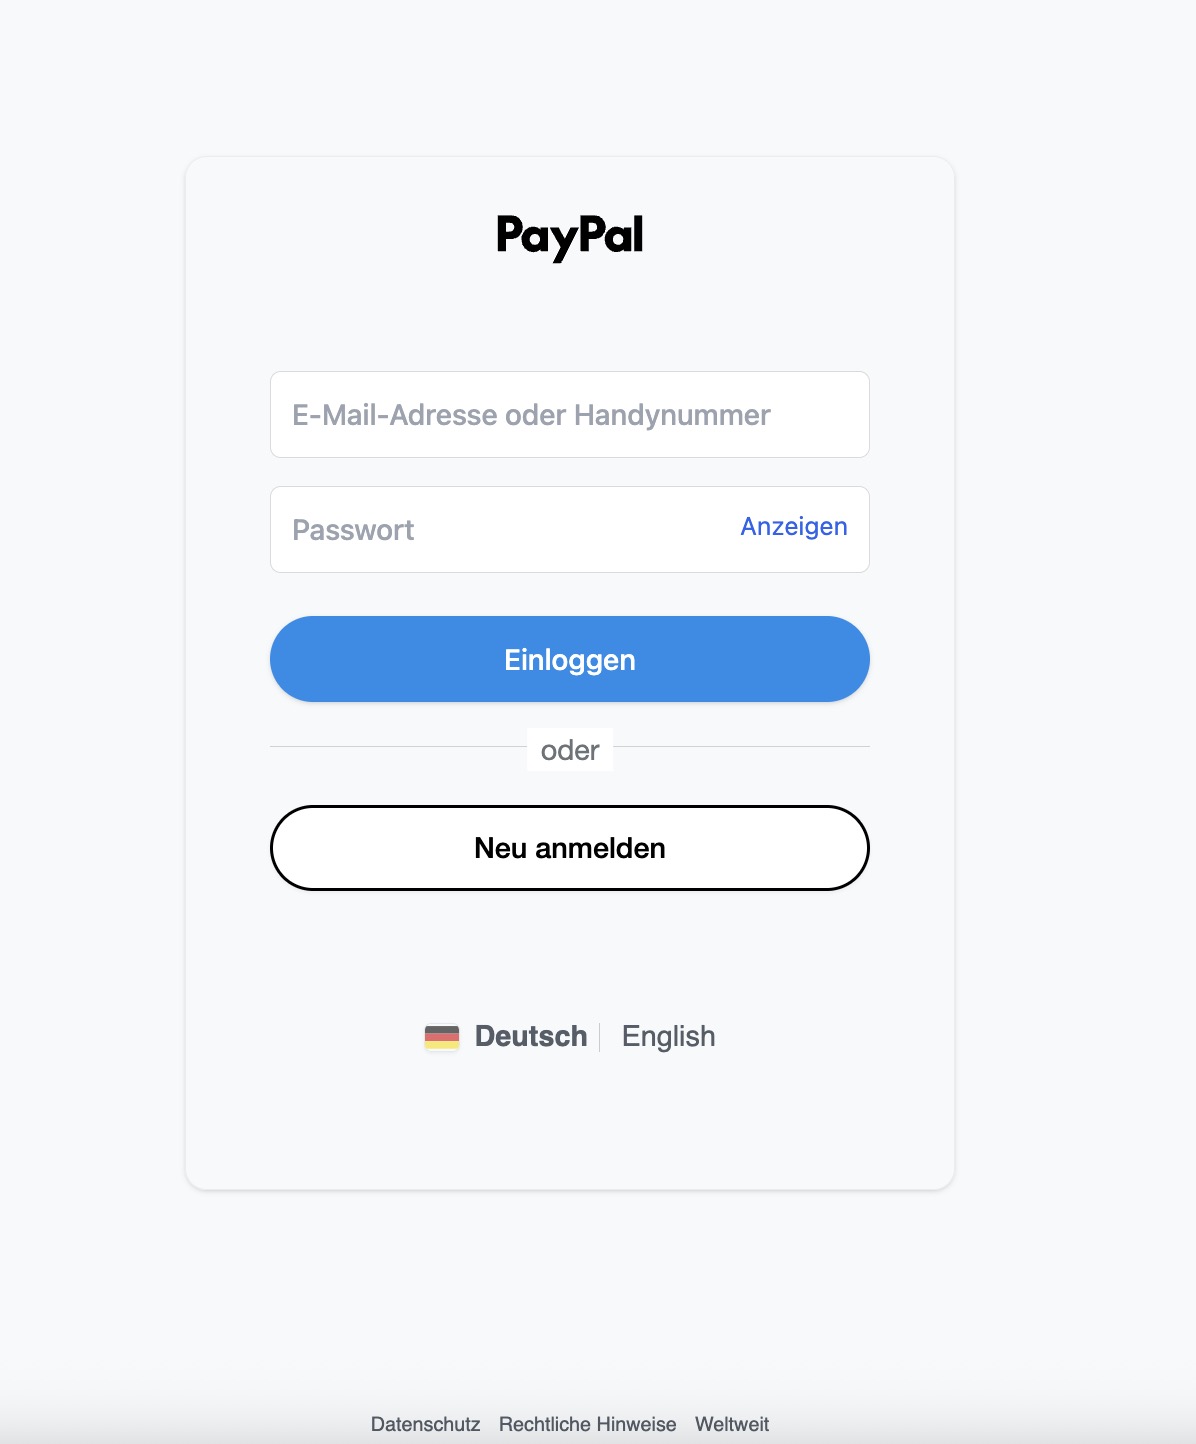 PayPal
E-Mail-Adresse oder Handynummer
Passwort Anzeigen
Einloggen
oder
Neu anmelden
Deutsch English
Datenschutz Rechtliche Hinweise Weltweit